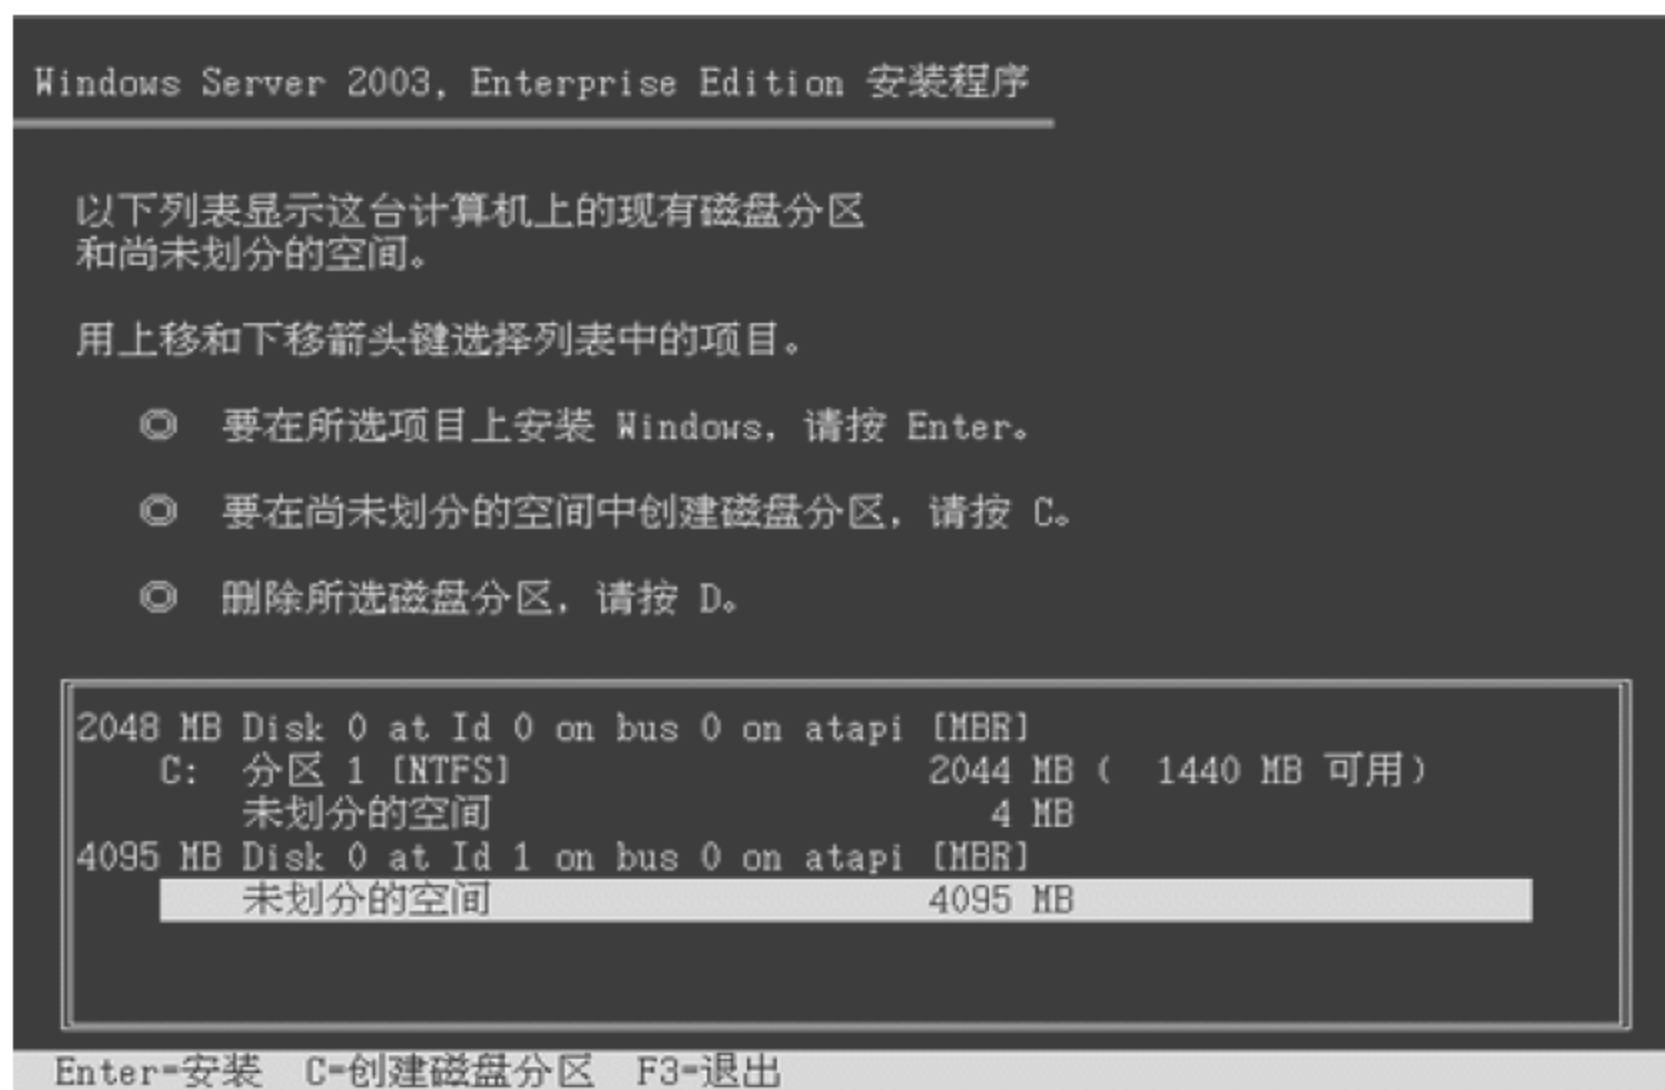 Windows Server 2003, Enterprise Edition 安装程序
以下列表显示这台计算机上的现有磁盘分区
和尚未划分的空间。
用上移和下移箭头键选择列表中的项目。
◎ 要在所选项目上安装 Windows, 请按 Enter。
◎ 要在尚未划分的空间中创建磁盘分区, 请按 C。
◎ 删除所选磁盘分区, 请按 D。
2048 MB Disk 0 at Id 0 on bus 0 on atapi [MBR]
C: 分区 1 [NTFS] 2044 MB ( 1440 MB 可用)
未划分的空间 4 MB
4095 MB Disk 0 at Id 1 on bus 0 on atapi [MBR]
未划分的空间 4095 MB
Enter=安装 C=创建磁盘分区 F3=退出